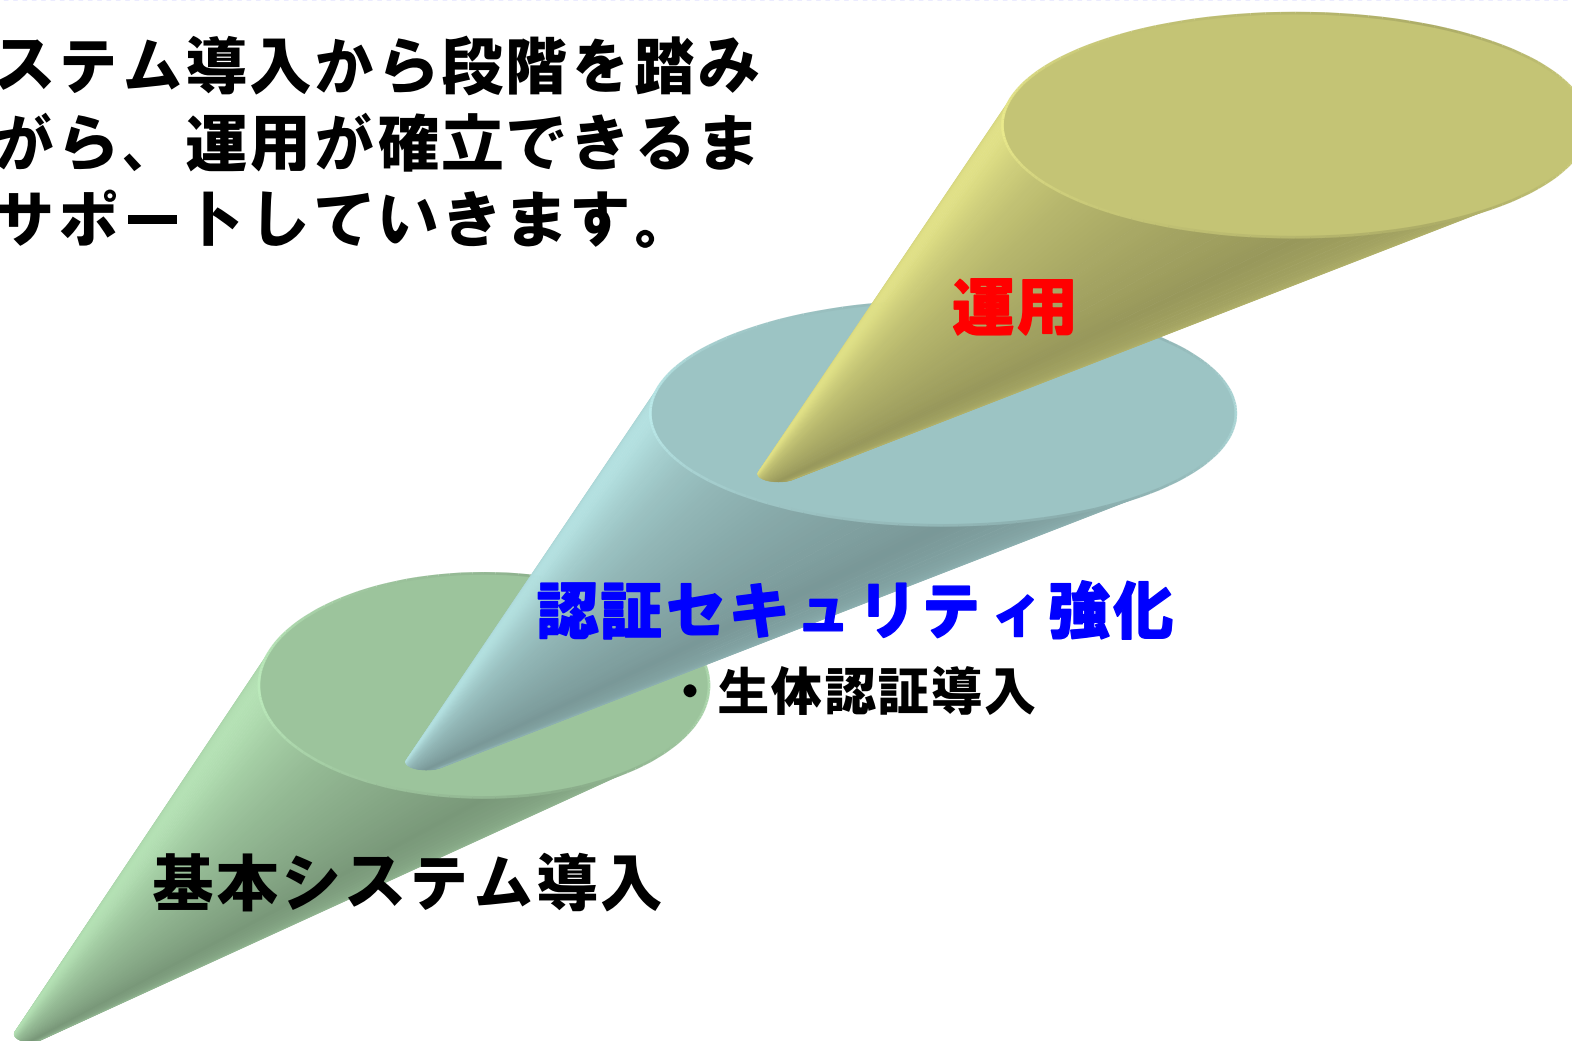 ステム導入から段階を踏み
がら、運用が確立できるま
サポートしていきます。
運用
認証セキュリティ強化
・生体認証導入
基本システム導入